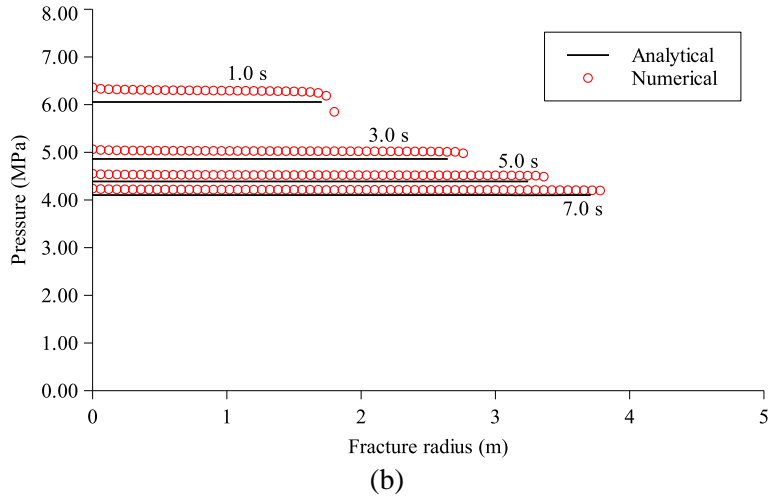 8.00
7.00
6.00
5.00
4.00
3.00
2.00
1.00
0.00
Pressure (MPa)
1.0 s
3.0 s
5.0 s
7.0 s
Analytical
Numerical
0 1 2 3 4 5
Fracture radius (m)
(b)